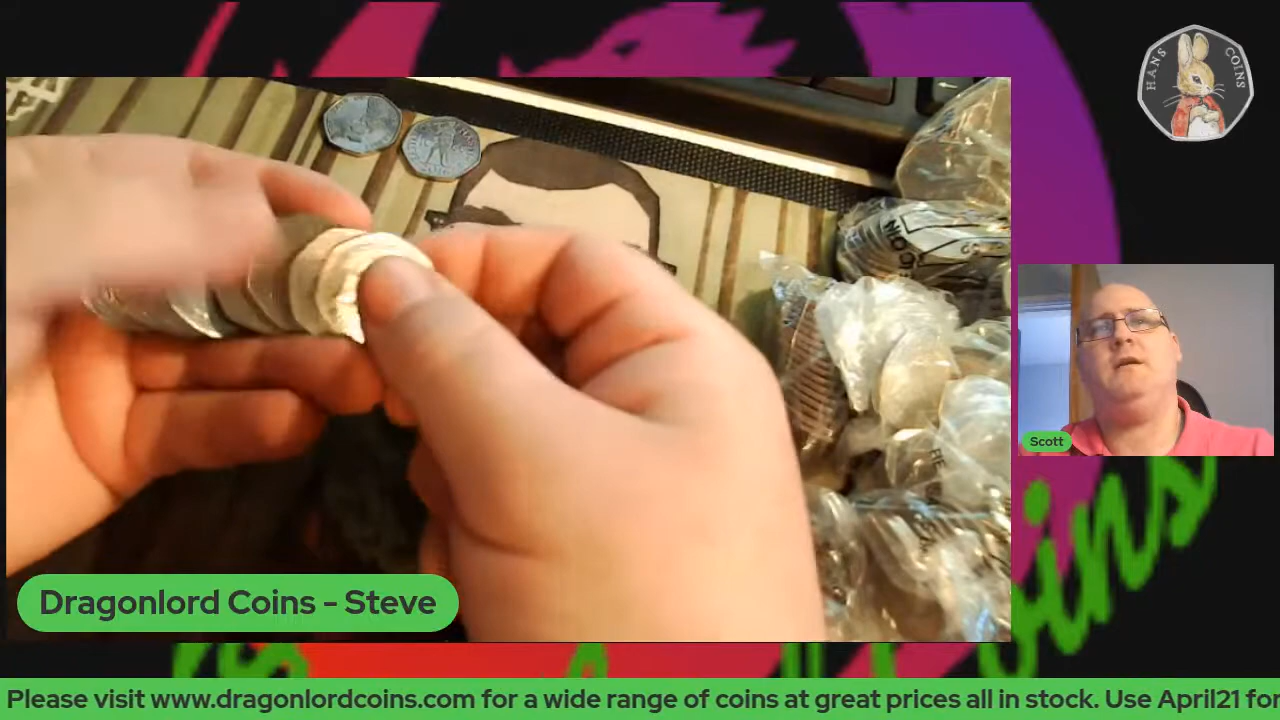 HANS COINS
Scott
Dragonlord Coins - Steve
oins
Please visit www.dragonlordcoins.com for a wide range of coins at great prices all in stock. Use April21 for